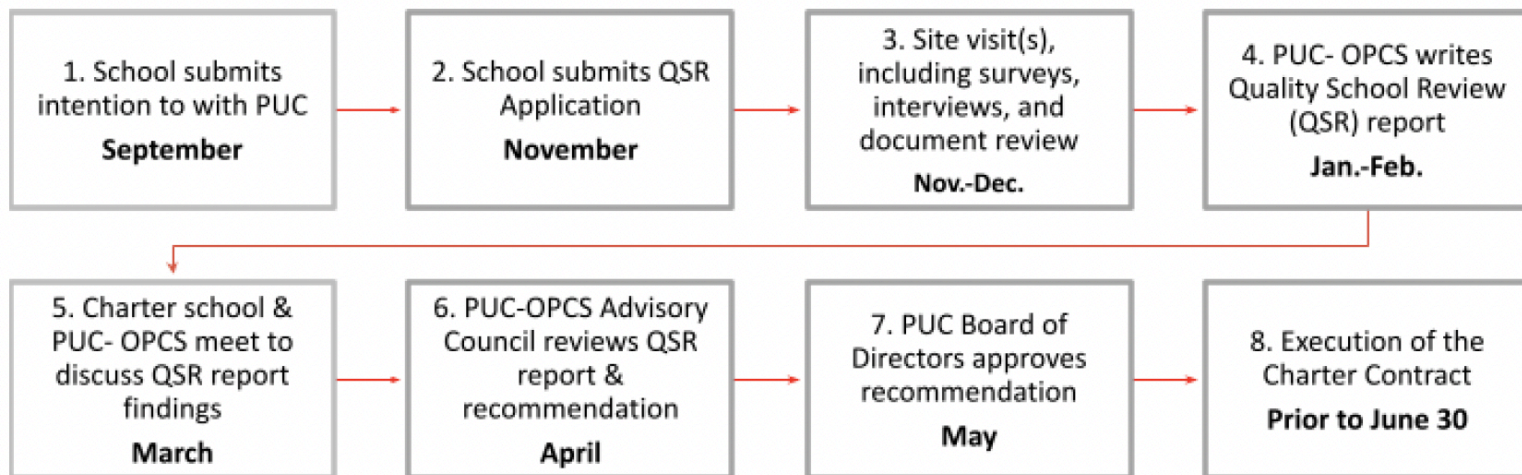 1. School submits
intention to with PUC
September
2. School submits QSR
Application
November
3. Site visit(s),
including surveys,
interviews, and
document review
Nov.-Dec.
4. PUC- OPCS writes
Quality School Review
(QSR) report
Jan.-Feb.
5. Charter school &
PUC- OPCS meet to
discuss QSR report
findings
March
6. PUC-OPCS Advisory
Council reviews QSR
report &
recommendation
April
7. PUC Board of
Directors approves
recommendation
May
8. Execution of the
Charter Contract
Prior to June 30